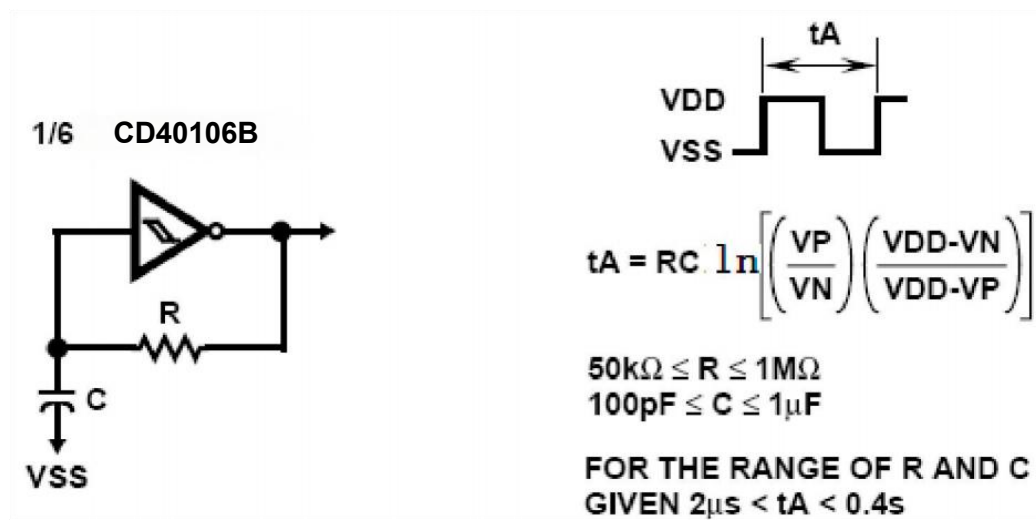 1/6 CD40106B
R
C
VSS
tA
VDD
VSS
tA = RC ln[(VP/VN)(VDD-VN/VDD-VP)]
50kΩ ≤ R ≤ 1MΩ
100pF ≤ C ≤ 1μF
FOR THE RANGE OF R AND C
GIVEN 2μs < tA < 0.4s